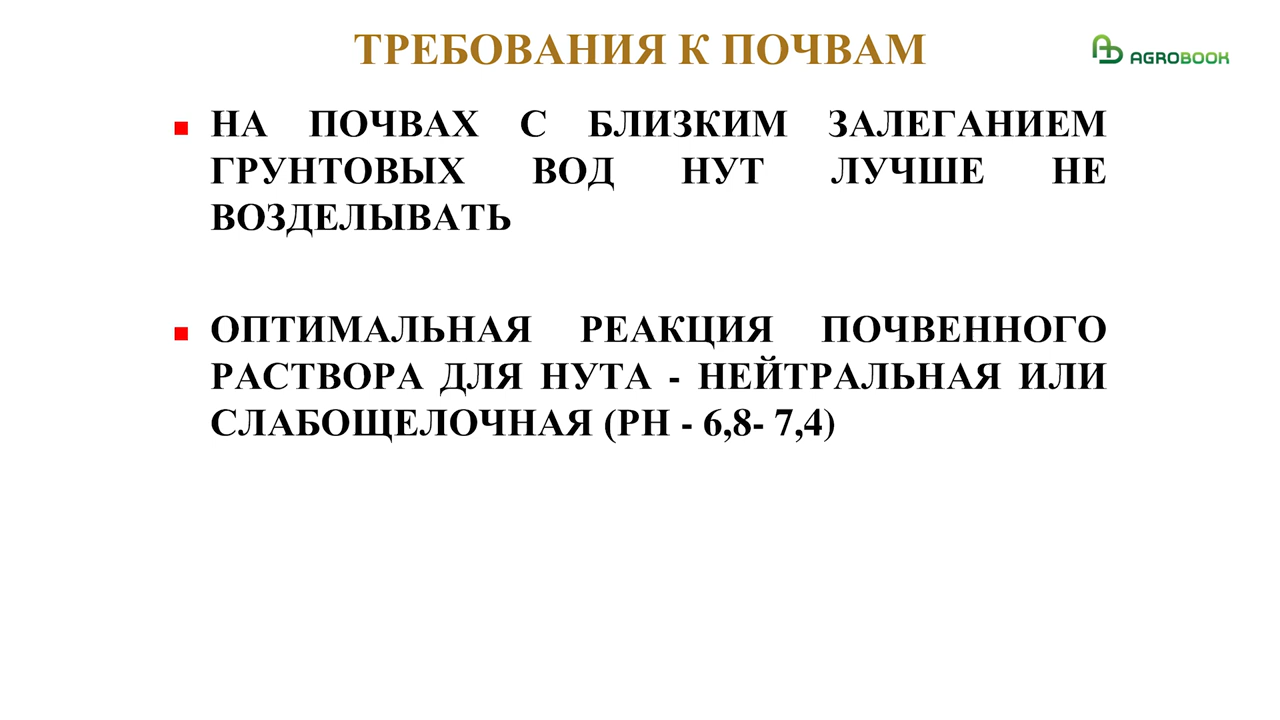 ТРЕБОВАНИЯ К ПОЧВАМ
AGROBOOK
НА ПОЧВАХ С БЛИЗКИМ ЗАЛЕГАНИЕМ
ГРУНТОВЫХ ВОД НУТ ЛУЧШЕ НЕ
ВОЗДЕЛЫВАТЬ
ОПТИМАЛЬНАЯ РЕАКЦИЯ ПОЧВЕННОГО
РАСТВОРА ДЛЯ НУТА - НЕЙТРАЛЬНАЯ ИЛИ
СЛАБОЩЕЛОЧНАЯ (РН - 6,8- 7,4)